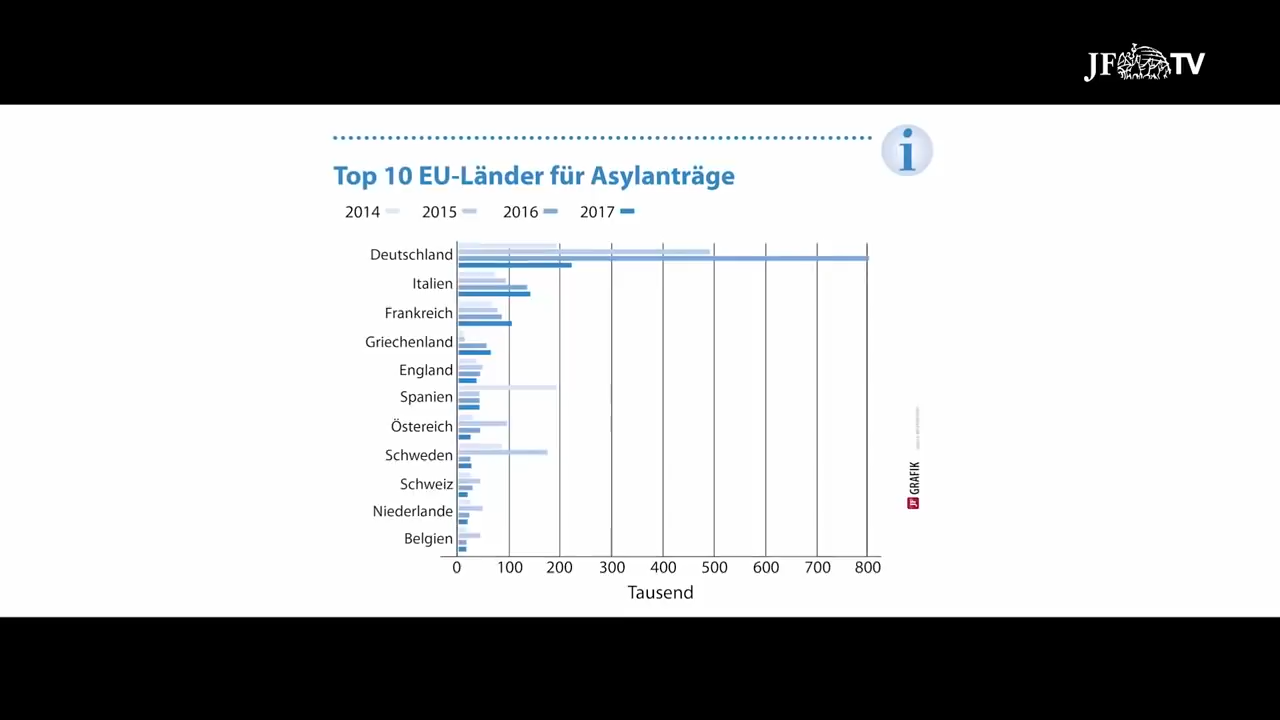 JF TV
i
Top 10 EU-Länder für Asylanträge
2014 2015 2016 2017
Deutschland
Italien
Frankreich
Griechenland
England
Spanien
Östereich
Schweden
Schweiz
Niederlande
Belgien
0 100 200 300 400 500 600 700 800
Tausend
JF GRAFIK